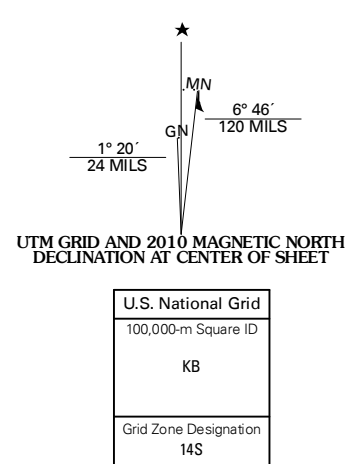 MN
GN
6° 46´
120 MILS
1° 20´
24 MILS
UTM GRID AND 2010 MAGNETIC NORTH
DECLINATION AT CENTER OF SHEET
U.S. National Grid
100,000-m Square ID
KB
Grid Zone Designation
14S